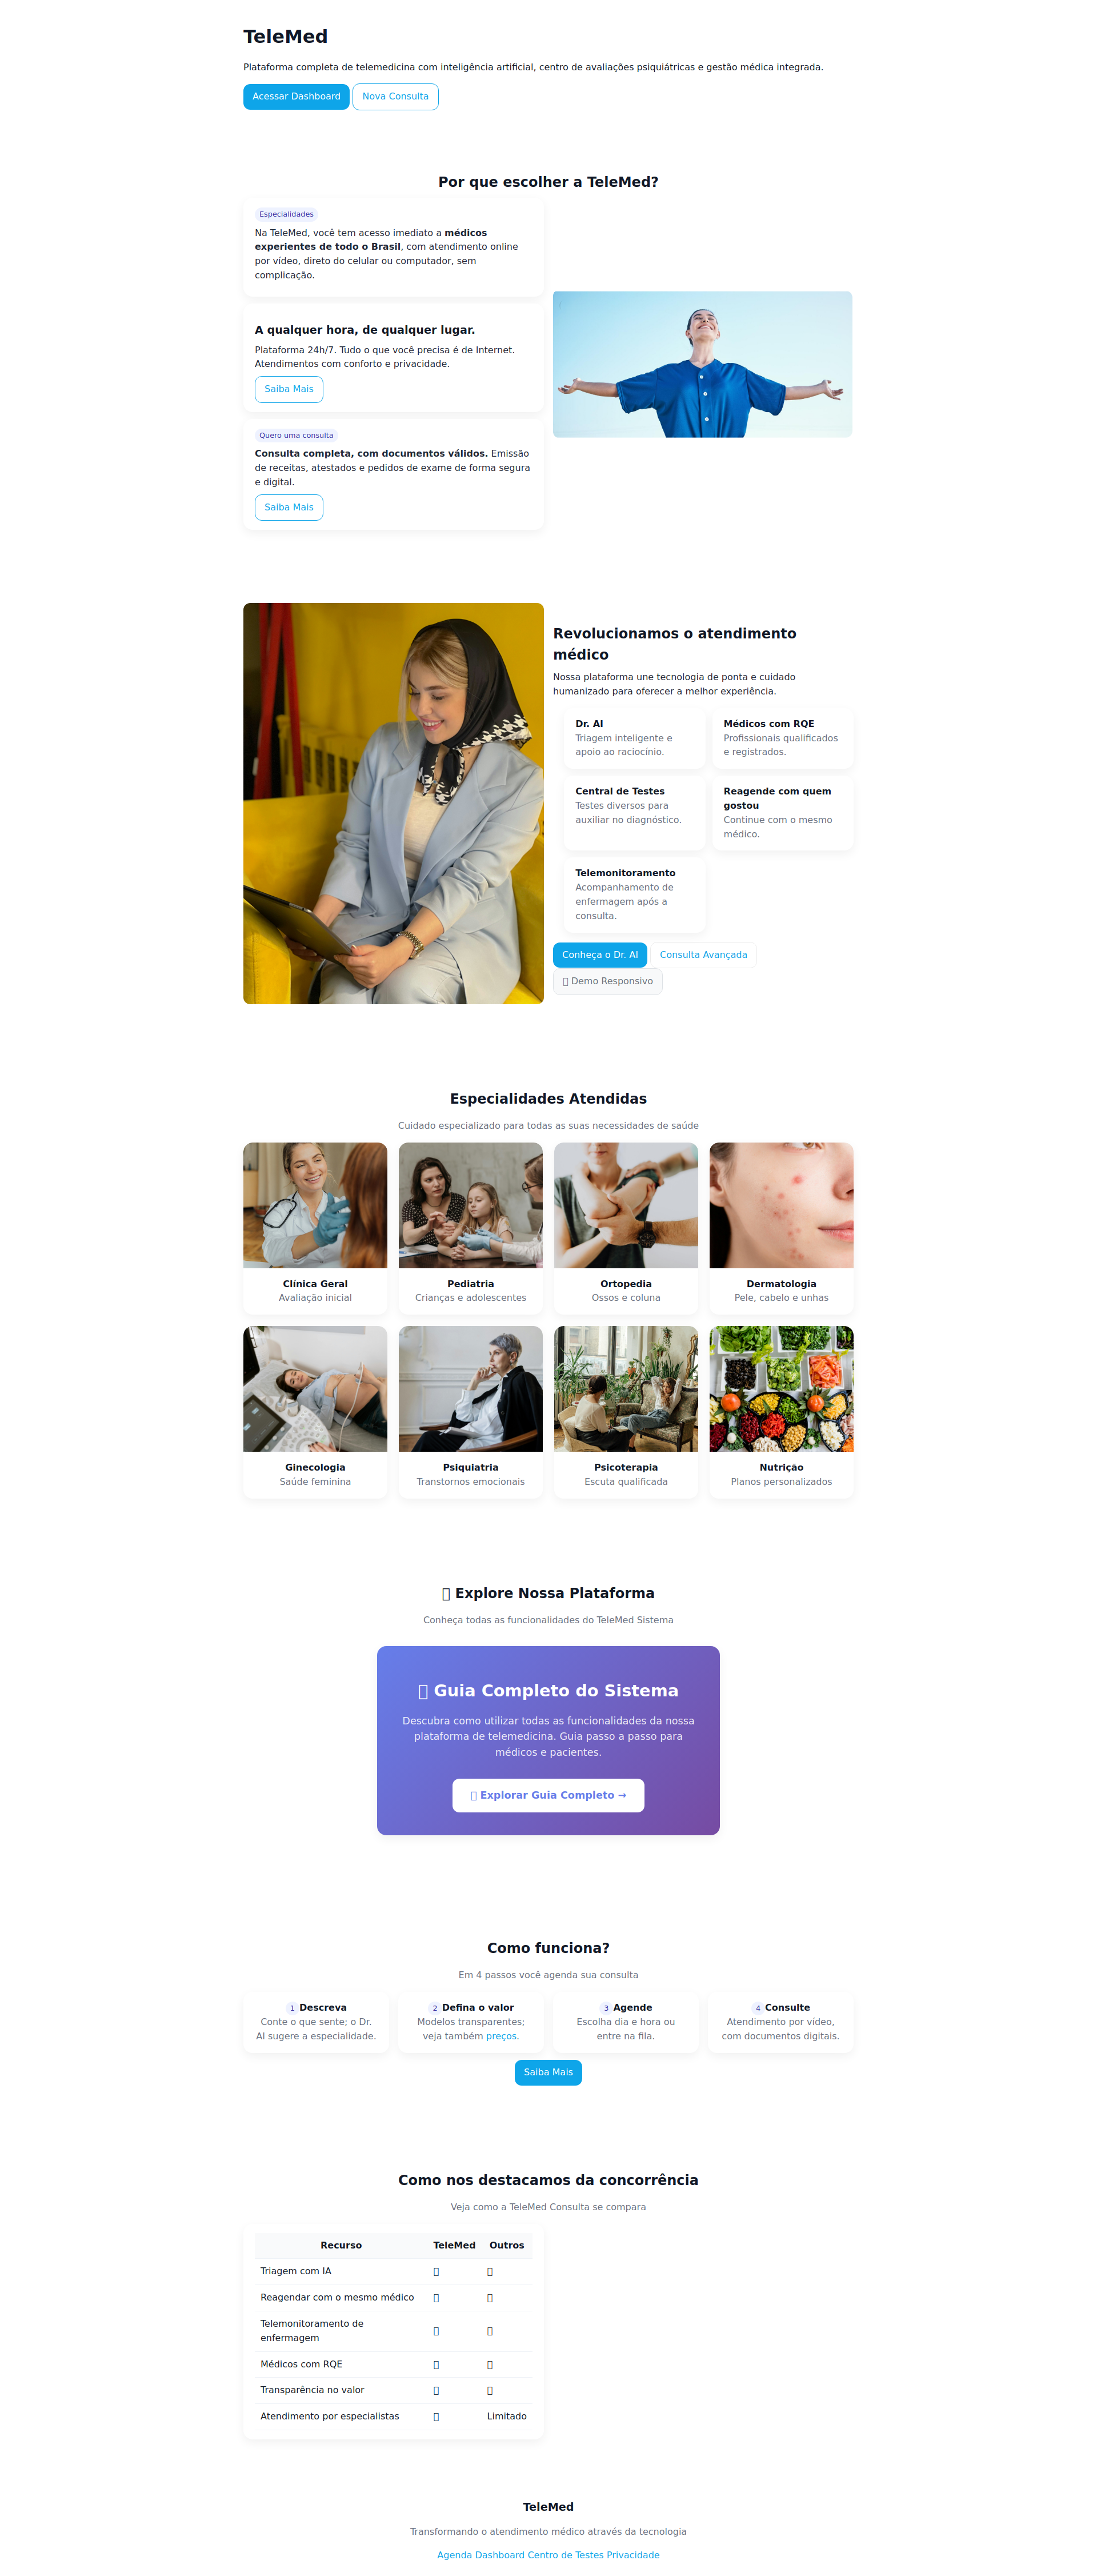 TeleMed
Plataforma completa de telemedicina com inteligência artificial, centro de avaliações psiquiátricas e gestão médica integrada.
Acessar Dashboard
Nova Consulta
Por que escolher a TeleMed?
Especialidades
Na TeleMed, você tem acesso imediato a médicos
experientes de todo o Brasil, com atendimento online
por vídeo, direto do celular ou computador, sem
complicação.
A qualquer hora, de qualquer lugar.
Plataforma 24h/7. Tudo o que você precisa é de Internet.
Atendimentos com conforto e privacidade.
Saiba Mais
Quero uma consulta
Consulta completa, com documentos válidos. Emissão
de receitas, atestados e pedidos de exame de forma segura
e digital.
Saiba Mais
Revolucionamos o atendimento
médico
Nossa plataforma une tecnologia de ponta e cuidado
humanizado para oferecer a melhor experiência.
Dr. AI
Triagem inteligente e
apoio ao raciocínio.
Médicos com RQE
Profissionais qualificados
e registrados.
Central de Testes
Testes diversos para
auxiliar no diagnóstico.
Reagende com quem
gostou
Continue com o mesmo
médico.
Telemonitoramento
Acompanhamento de
enfermagem após a
consulta.
Conheça o Dr. AI
Consulta Avançada
Demo Responsivo
Especialidades Atendidas
Cuidado especializado para todas as suas necessidades de saúde
Clínica Geral
Avaliação inicial
Pediatria
Crianças e adolescentes
Ortopedia
Ossos e coluna
Dermatologia
Pele, cabelo e unhas
Ginecologia
Saúde feminina
Psiquiatria
Transtornos emocionais
Psicoterapia
Escuta qualificada
Nutrição
Planos personalizados
Explore Nossa Plataforma
Conheça todas as funcionalidades do TeleMed Sistema
Guia Completo do Sistema
Descubra como utilizar todas as funcionalidades da nossa
plataforma de telemedicina. Guia passo a passo para
médicos e pacientes.
Explorar Guia Completo →
Como funciona?
Em 4 passos você agenda sua consulta
1 Descreva
Conte o que sente; o Dr.
AI sugere a especialidade.
2 Defina o valor
Modelos transparentes;
veja também preços.
3 Agende
Escolha dia e hora ou
entre na fila.
4 Consulte
Atendimento por vídeo,
com documentos digitais.
Saiba Mais
Como nos destacamos da concorrência
Veja como a TeleMed Consulta se compara
Recurso TeleMed Outros
Triagem com IA
Reagendar com o mesmo médico
Telemonitoramento de
enfermagem
Médicos com RQE
Transparência no valor
Atendimento por especialistas Limitado
TeleMed
Transformando o atendimento médico através da tecnologia
Agenda Dashboard Centro de Testes Privacidade